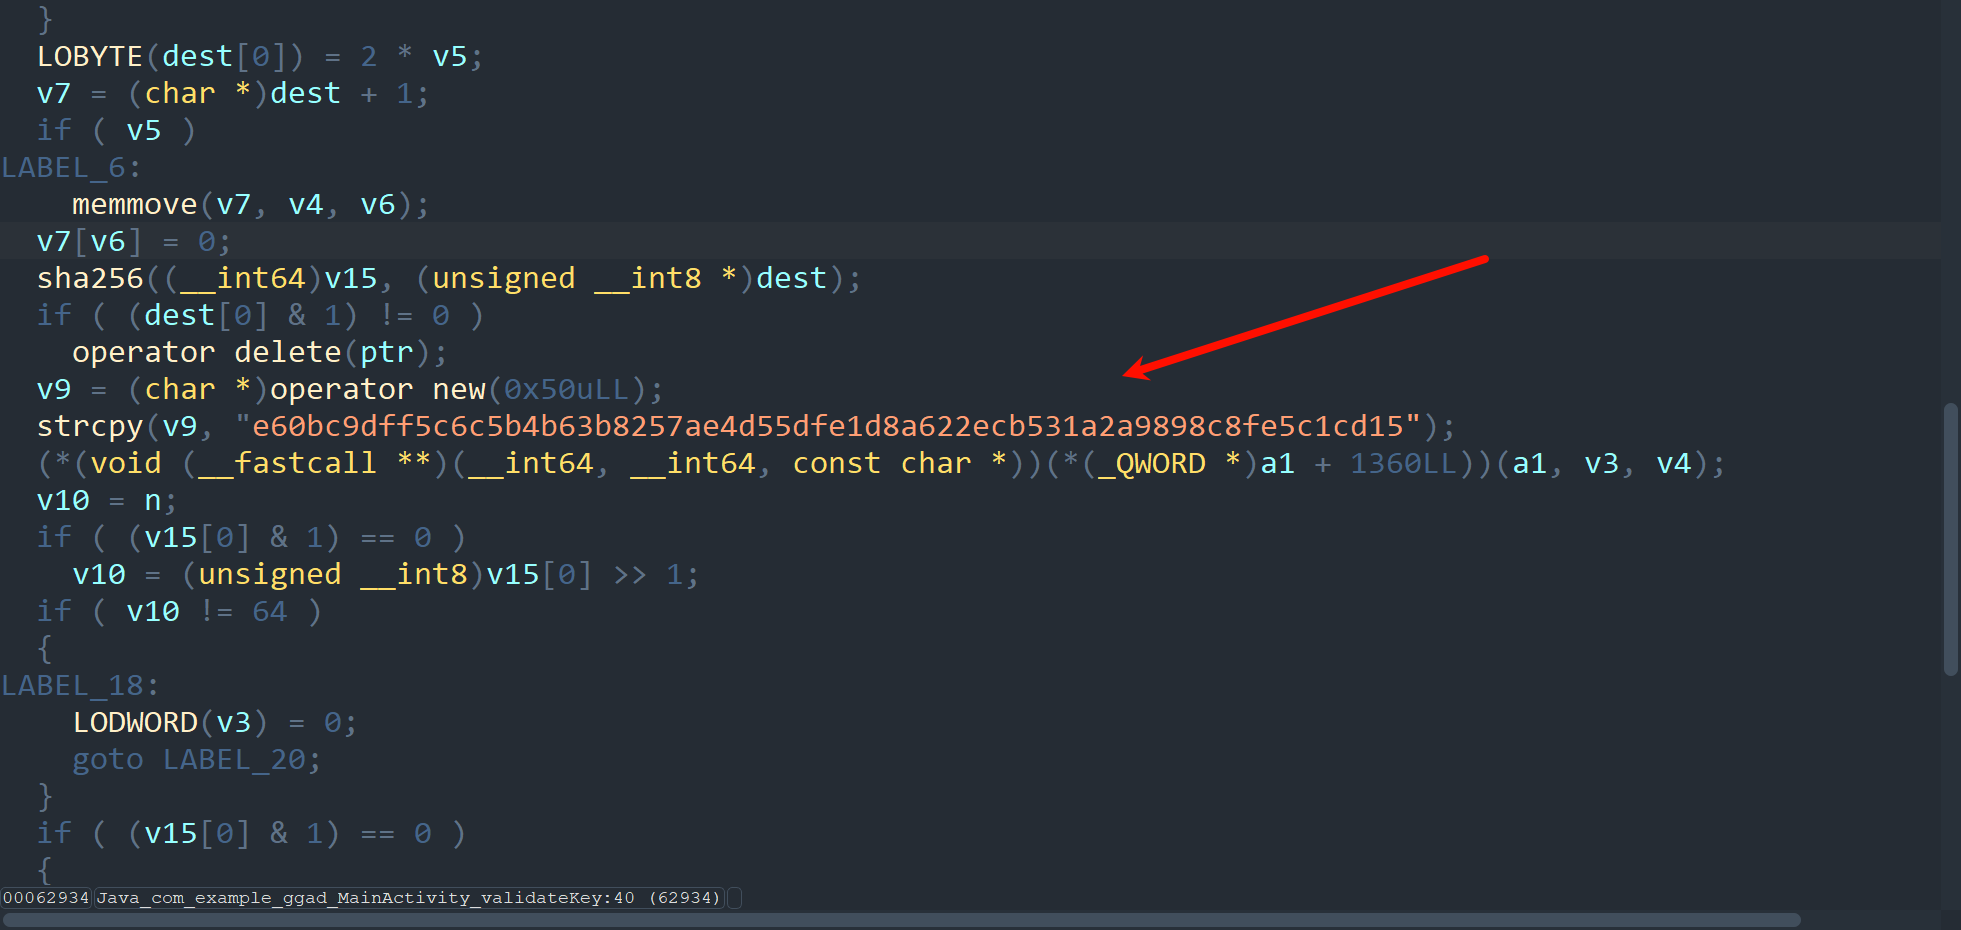 }
LOBYTE(dest[0]) = 2 * v5;
v7 = (char *)dest + 1;
if ( v5 )
LABEL_6:
memmove(v7, v4, v6);
v7[v6] = 0;
sha256((__int64)v15, (unsigned __int8 *)dest);
if ( (dest[0] & 1) != 0 )
operator delete(ptr);
v9 = (char *)operator new(0x50uLL);
strcpy(v9, "e60bc9dff5c6c5b4b63b8257ae4d55dfe1d8a622ecb531a2a9898c8fe5c1cd15");
(*(void (__fastcall **)(__int64, __int64, const char *))(*(_QWORD *)a1 + 1360LL))(a1, v3, v4);
v10 = n;
if ( (v15[0] & 1) == 0 )
v10 = (unsigned __int8)v15[0] >> 1;
if ( v10 != 64 )
{
LABEL_18:
LODWORD(v3) = 0;
goto LABEL_20;
}
if ( (v15[0] & 1) == 0 )
{
00062934 Java_com_example_ggad_MainActivity_validateKey:40 (62934)